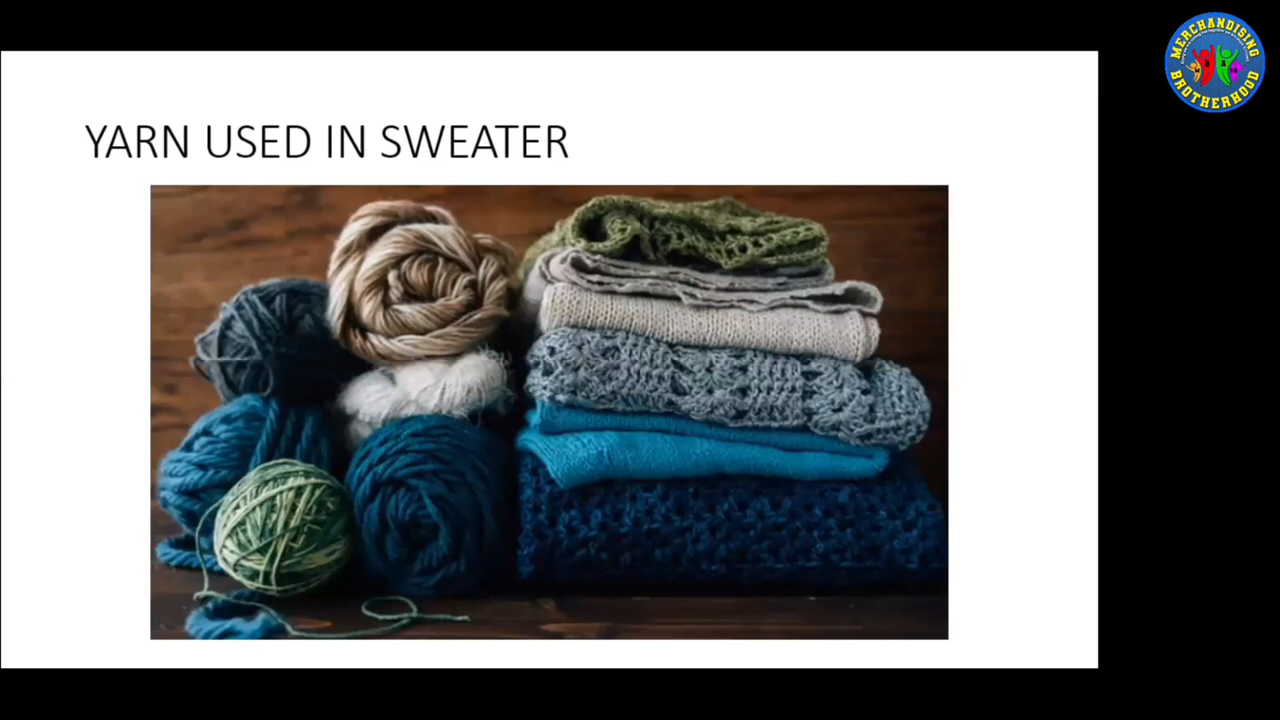 YARN USED IN SWEATER
MERCHANDISING
BROTHERHOOD